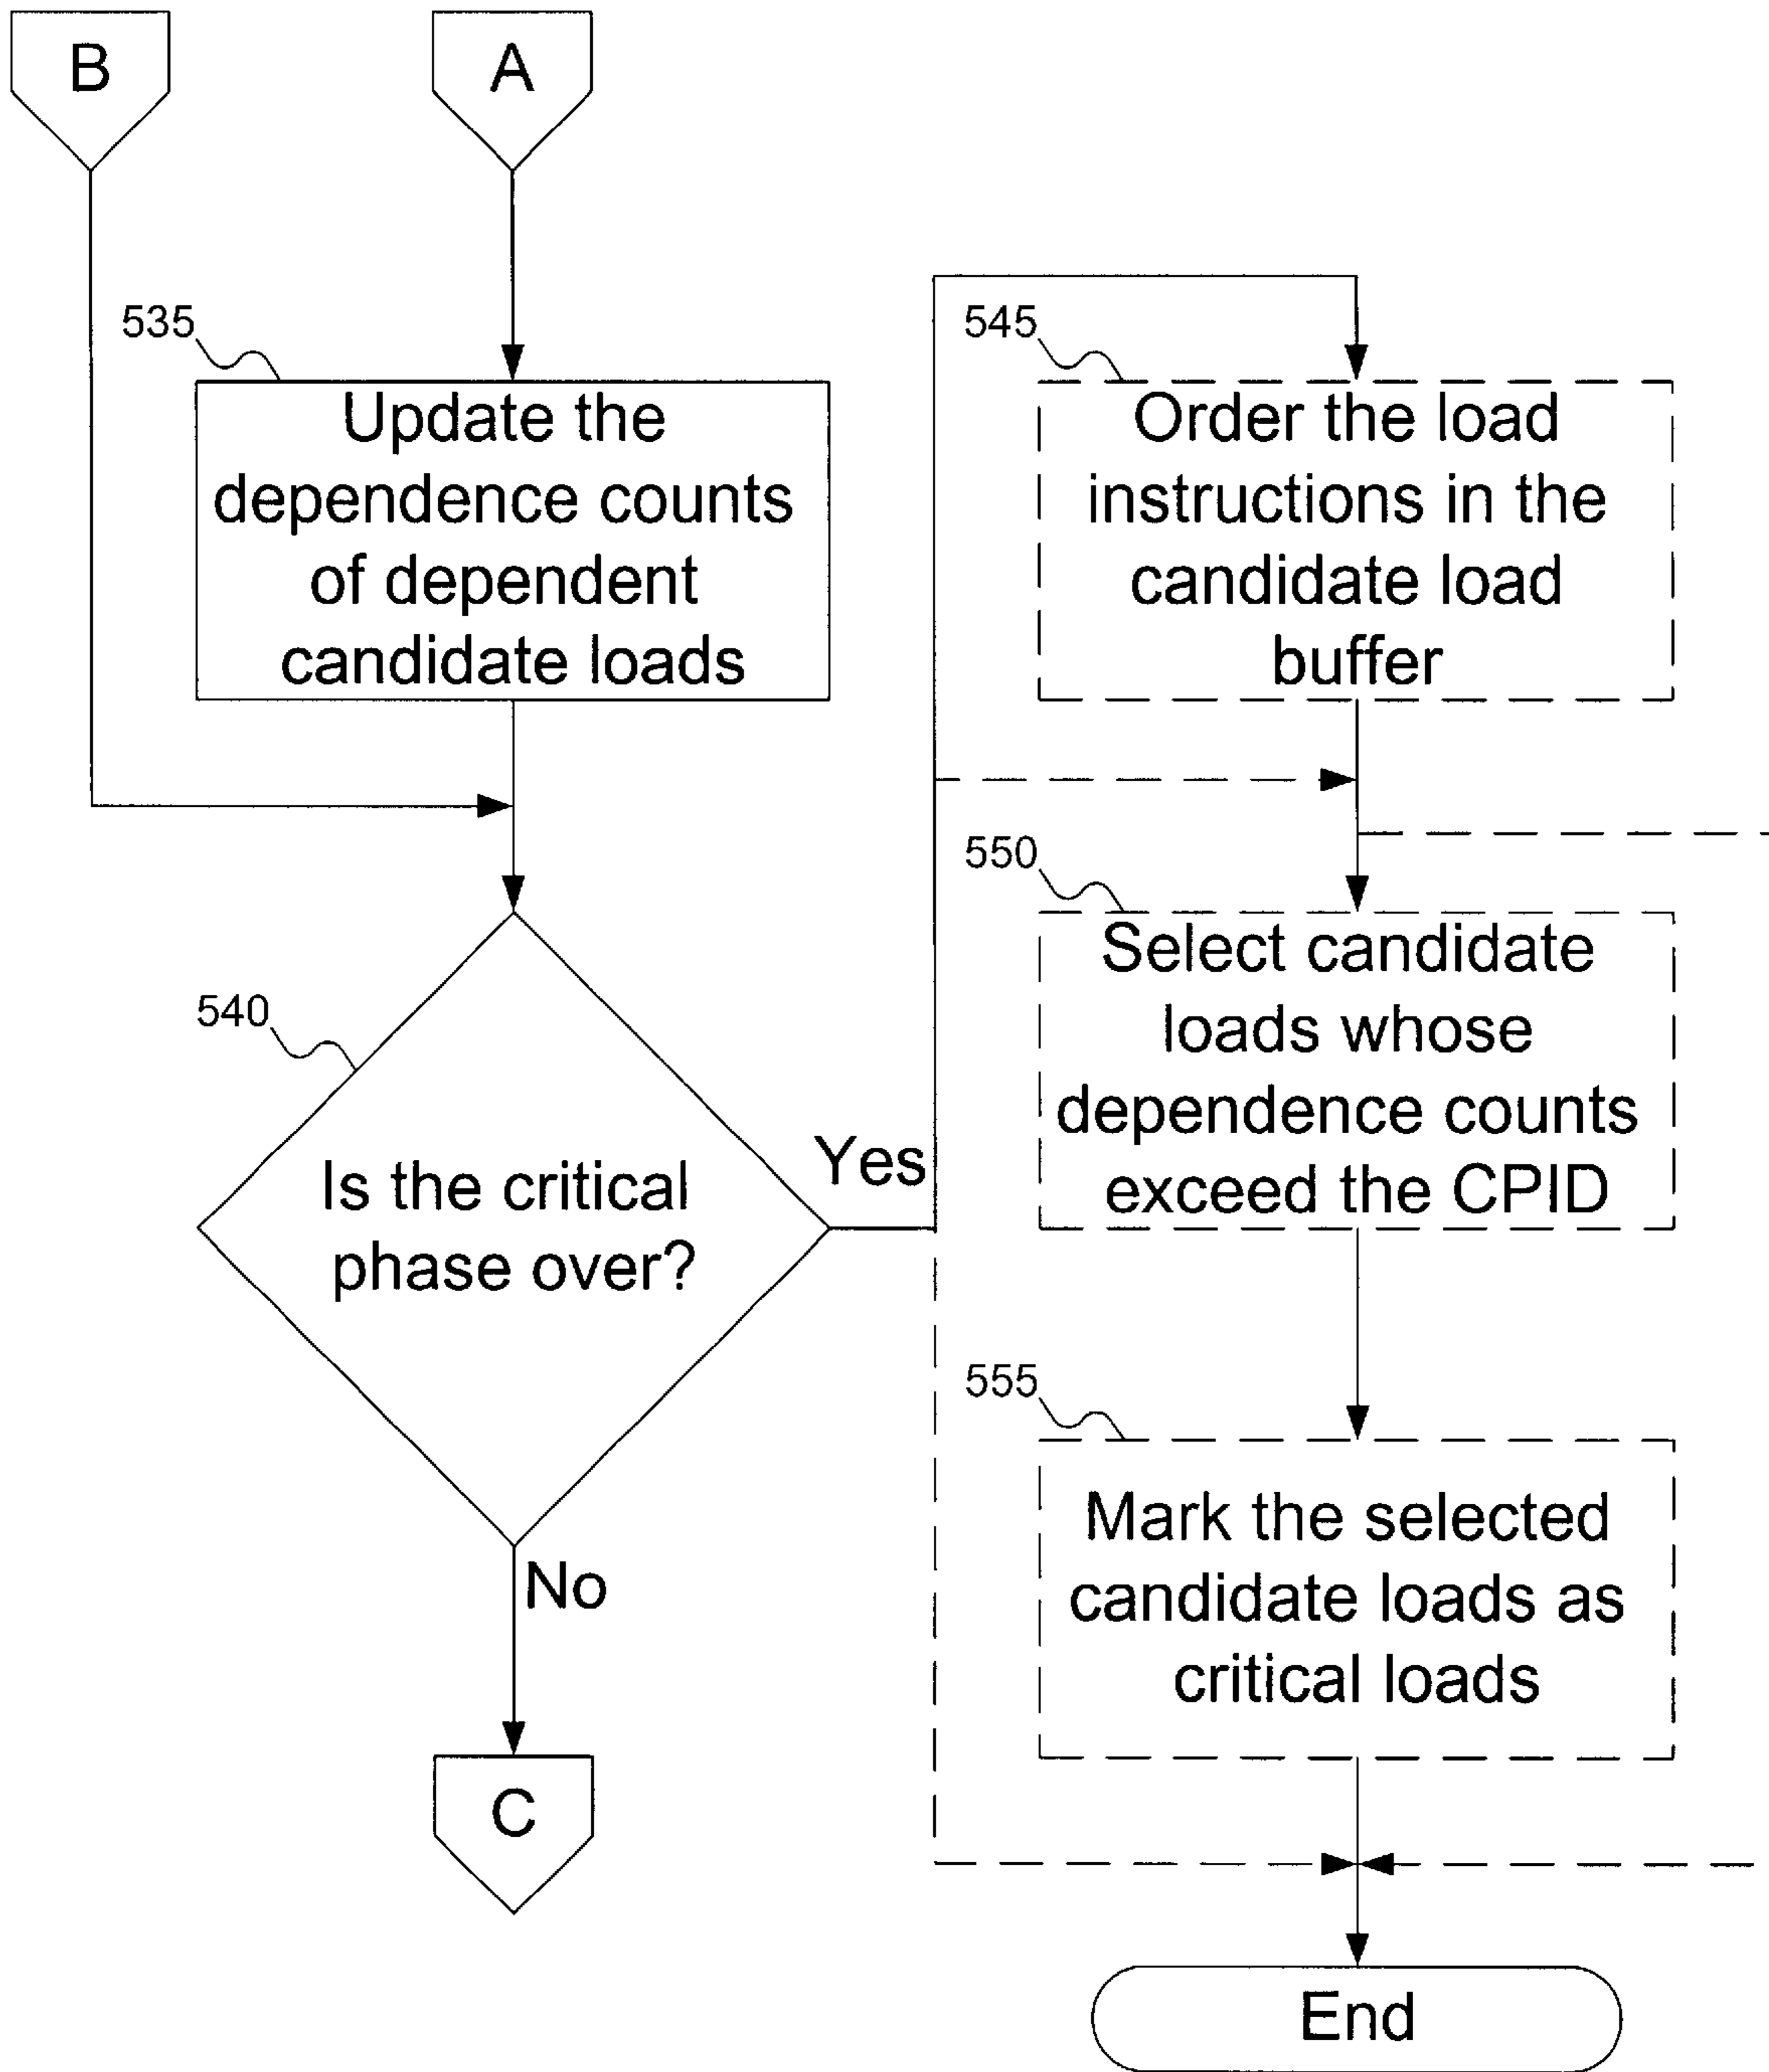 B
A
535
Update the
dependence counts
of dependent
candidate loads
540
Is the critical
phase over?
Yes
No
C
545
Order the load
instructions in the
candidate load
buffer
550
Select candidate
loads whose
dependence counts
exceed the CPID
555
Mark the selected
candidate loads as
critical loads
End